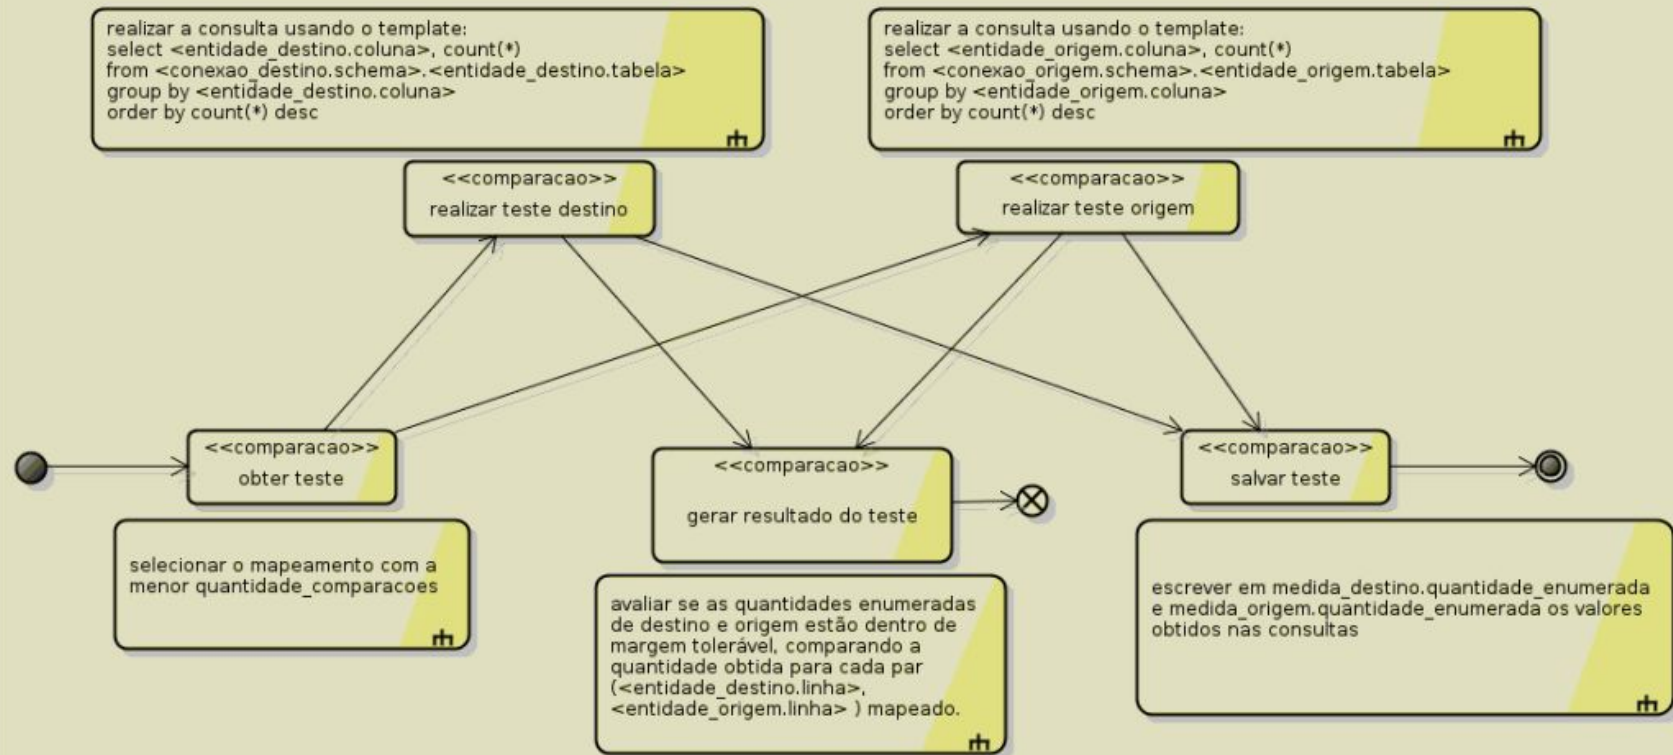 realizar a consulta usando o template:
select <entidade_destino.coluna>, count(*)
from <conexao_destino.schema>.<entidade_destino.tabela>
group by <entidade_destino.coluna>
order by count(*) desc
realizar a consulta usando o template:
select <entidade_origem.coluna>, count(*)
from <conexao_origem.schema>.<entidade_origem.tabela>
group by <entidade_origem.coluna>
order by count(*) desc
<<comparacao>>
realizar teste destino
<<comparacao>>
realizar teste origem
<<comparacao>>
obter teste
<<comparacao>>
gerar resultado do teste
<<comparacao>>
salvar teste
selecionar o mapeamento com a
menor quantidade_comparacoes
avaliar se as quantidades enumeradas
de destino e origem estão dentro de
margem tolerável, comparando a
quantidade obtida para cada par
(<entidade_destino.linha>,
<entidade_origem.linha> ) mapeado.
escrever em medida_destino.quantidade_enumerada
e medida_origem.quantidade_enumerada os valores
obtidos nas consultas